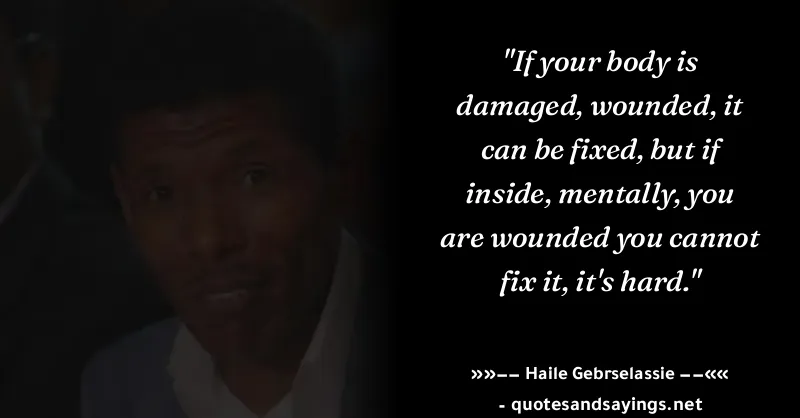 "If your body is
damaged, wounded, it
can be fixed, but if
inside, mentally, you
are wounded you cannot
fix it, it's hard."
»»—— Haile Gebrselassie ——««
- quotesandsayings.net